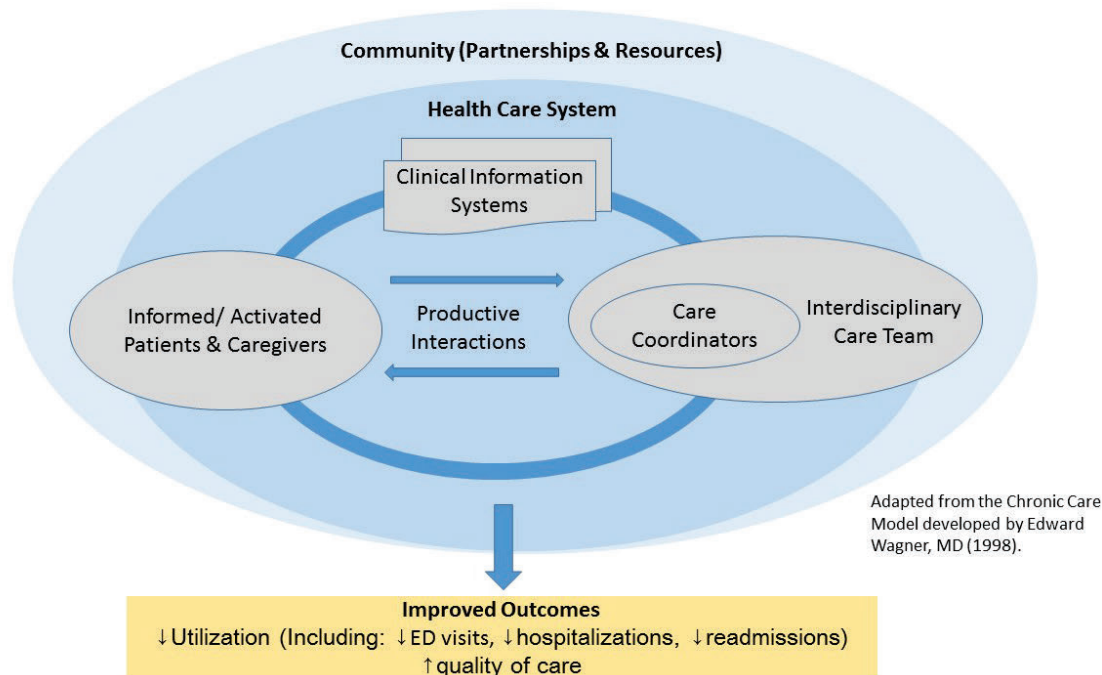 Community (Partnerships & Resources)
Health Care System
Clinical Information
Systems
Informed/ Activated
Patients & Caregivers
Productive
Interactions
Care
Coordinators
Interdisciplinary
Care Team
Adapted from the Chronic Care
Model developed by Edward
Wagner, MD (1998).
Improved Outcomes
↓Utilization (Including: ↓ED visits, ↓hospitalizations, ↓readmissions)
↑quality of care